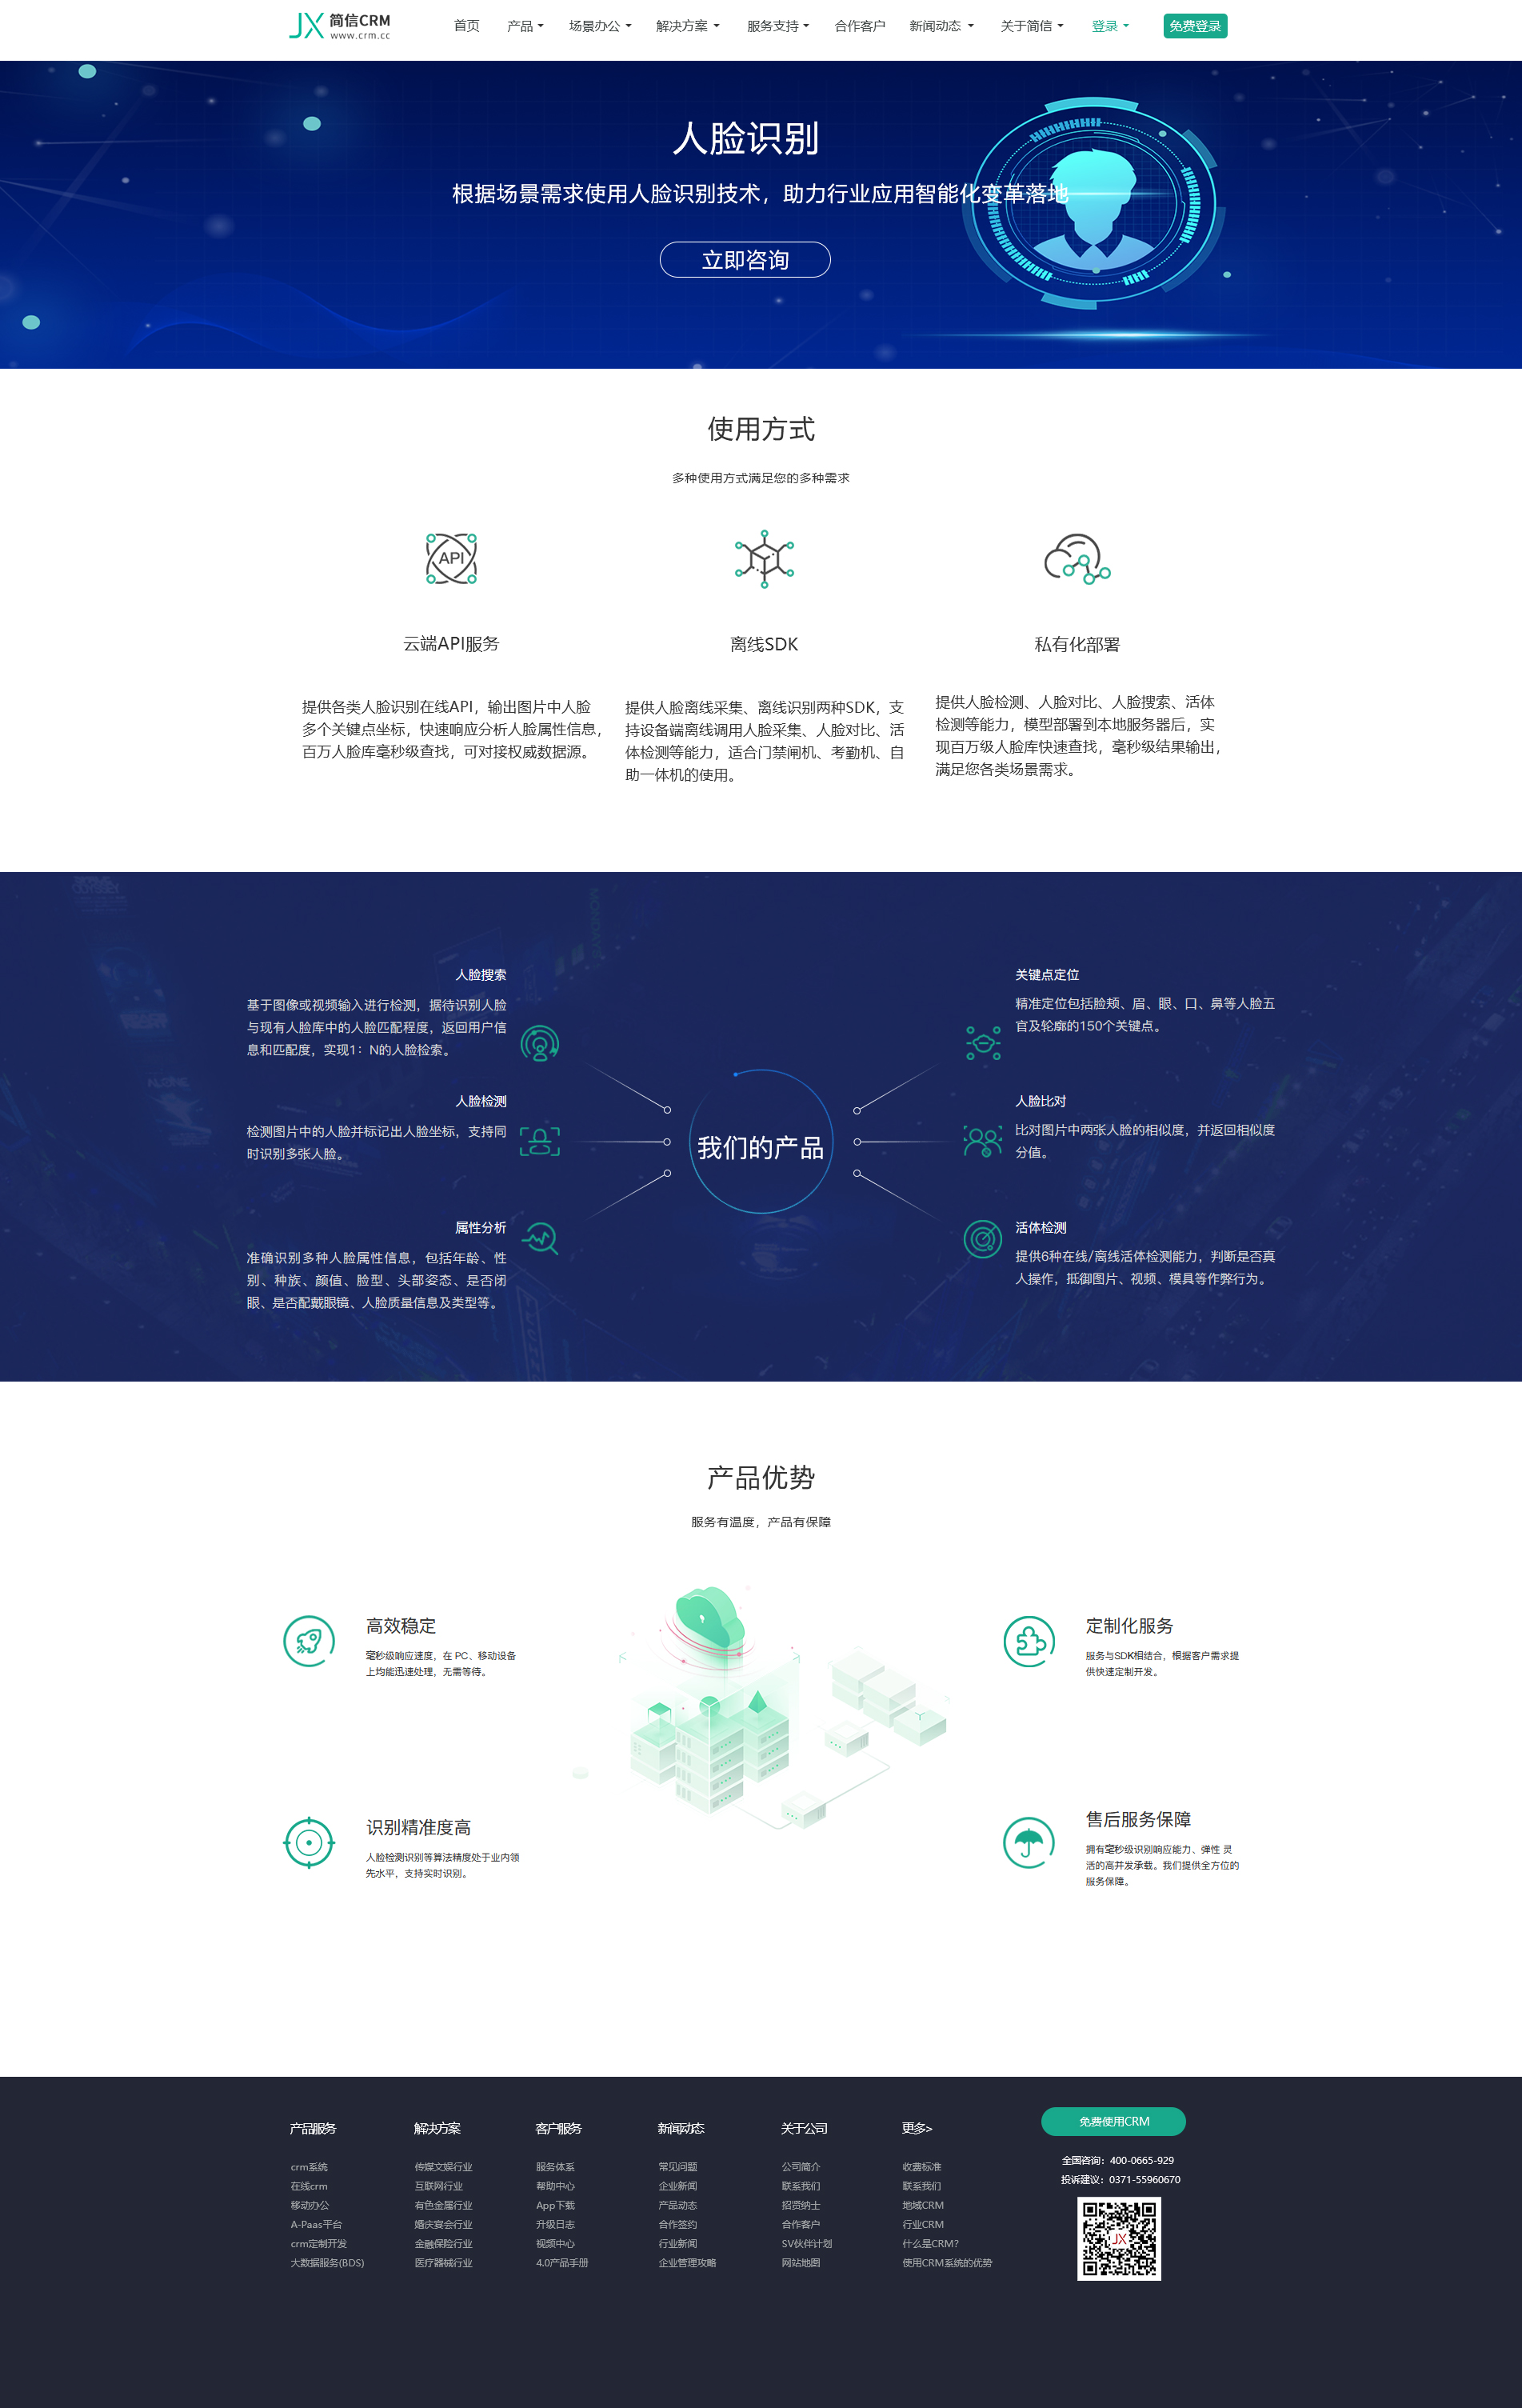 JX 简信CRM
www.crm.cc
首页 产品 场景办公 解决方案 服务支持 合作客户 新闻动态 关于简信 登录 免费登录
人脸识别
根据场景需求使用人脸识别技术，助力行业应用智能化变革落地
立即咨询
使用方式
多种使用方式满足您的多种需求
API
云端API服务
提供各类人脸识别在线API，输出图片中人脸
多个关键点坐标，快速响应分析人脸属性信息，
百万人脸库毫秒级查找，可对接权威数据源。
离线SDK
提供人脸离线采集、离线识别两种SDK，支
持设备端离线调用人脸采集、人脸对比、活
体检测等能力，适合门禁闸机、考勤机、自
助一体机的使用。
私有化部署
提供人脸检测、人脸对比、人脸搜索、活体
检测等能力，模型部署到本地服务器后，实
现百万级人脸库快速查找，毫秒级结果输出，
满足您各类场景需求。
人脸搜索
基于图像或视频输入进行检测，据待识别人脸
与现有人脸库中的人脸匹配程度，返回用户信
息和匹配度，实现1：N的人脸检索。
人脸检测
检测图片中的人脸并标记出人脸坐标，支持同
时识别多张人脸。
属性分析
准确识别多种人脸属性信息，包括年龄、性
别、种族、颜值、脸型、头部姿态、是否闭
眼、是否配戴眼镜、人脸质量信息及类型等。
我们的产品
关键点定位
精准定位包括脸颊、眉、眼、口、鼻等人脸五
官及轮廓的150个关键点。
人脸比对
比对图片中两张人脸的相似度，并返回相似度
分值。
活体检测
提供6种在线/离线活体检测能力，判断是否真
人操作，抵御图片、视频、模具等作弊行为。
产品优势
服务有温度，产品有保障
高效稳定
毫秒级响应速度，在 PC、移动设备
上均能迅速处理，无需等待。
定制化服务
服务与SDK相结合，根据客户需求提
供快速定制开发。
识别精准度高
人脸检测识别等算法精度处于业内领
先水平，支持实时识别。
售后服务保障
拥有毫秒级识别响应能力、弹性 灵
活的高并发承载。我们提供全方位的
服务保障。
产品服务
crm系统
在线crm
移动办公
A-Paas平台
crm定制开发
大数据服务(BDS)
解决方案
传媒文娱行业
互联网行业
有色金属行业
婚庆宴会行业
金融保险行业
医疗器械行业
客户服务
服务体系
帮助中心
App下载
升级日志
视频中心
4.0产品手册
新闻动态
常见问题
企业新闻
产品动态
合作签约
行业新闻
企业管理攻略
关于公司
公司简介
联系我们
招贤纳士
合作客户
SV伙伴计划
网站地图
更多>
收费标准
联系我们
地域CRM
行业CRM
什么是CRM?
使用CRM系统的优势
免费使用CRM
全国咨询：400-0665-929
投诉建议：0371-55960670
JX